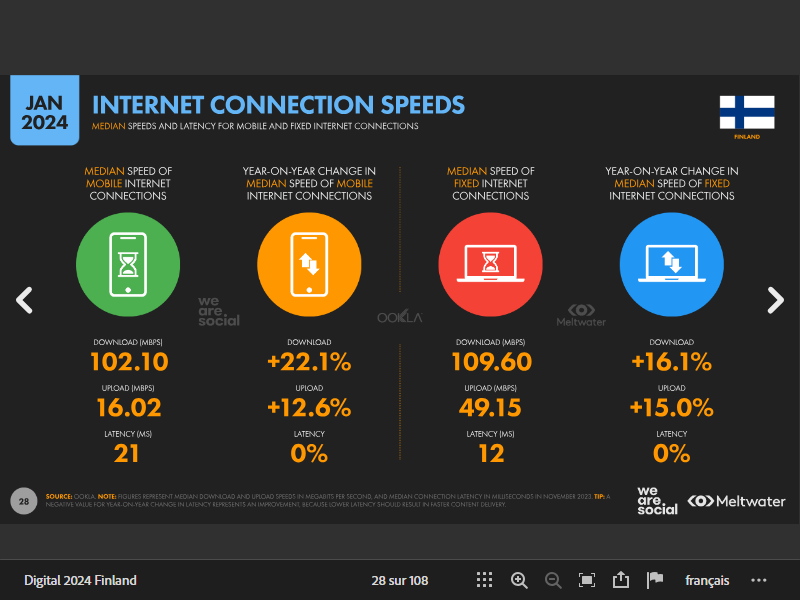 JAN
2024
INTERNET CONNECTION SPEEDS
MEDIAN SPEEDS AND LATENCY FOR MOBILE AND FIXED INTERNET CONNECTIONS
FINLAND
MEDIAN SPEED OF
MOBILE INTERNET
CONNECTIONS
YEAR-ON-YEAR CHANGE IN
MEDIAN SPEED OF MOBILE
INTERNET CONNECTIONS
MEDIAN SPEED OF
FIXED INTERNET
CONNECTIONS
YEAR-ON-YEAR CHANGE IN
MEDIAN SPEED OF FIXED
INTERNET CONNECTIONS
we
are
social
OOKLA
Meltwater
DOWNLOAD (MBPS)
102.10
UPLOAD (MBPS)
16.02
LATENCY (MS)
21
DOWNLOAD
+22.1%
UPLOAD
+12.6%
LATENCY
0%
DOWNLOAD (MBPS)
109.60
UPLOAD (MBPS)
49.15
LATENCY (MS)
12
DOWNLOAD
+16.1%
UPLOAD
+15.0%
LATENCY
0%
28
SOURCE: OOKLA. NOTE: FIGURES REPRESENT MEDIAN DOWNLOAD AND UPLOAD SPEEDS IN MEGABITS PER SECOND, AND MEDIAN CONNECTION LATENCY IN MILLISECONDS IN NOVEMBER 2023. TIP: A
NEGATIVE VALUE FOR YEAR-ON-YEAR CHANGE IN LATENCY REPRESENTS AN IMPROVEMENT, BECAUSE LOWER LATENCY SHOULD RESULT IN FASTER CONTENT DELIVERY.
we
are
social
Meltwater
Digital 2024 Finland
28 sur 108
français